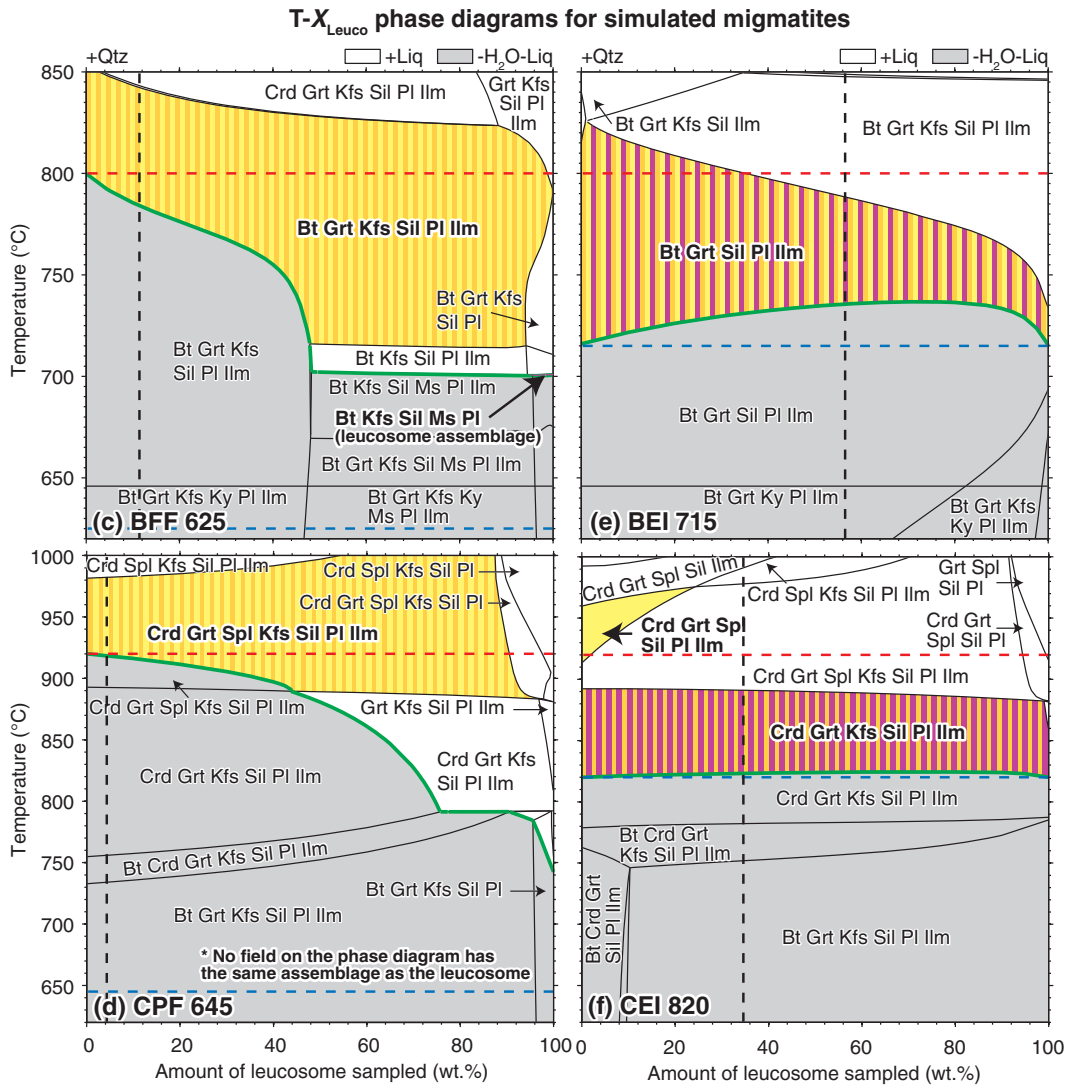 T-XLeuco phase diagrams for simulated migmatites
+Qtz
+Liq
-H2O-Liq
850
800
750
700
650
Temperature (°C)
Crd Grt Kfs Sil Pl Ilm
Grt Kfs
Sil Pl
Ilm
Bt Grt Kfs Sil Pl Ilm
Bt Grt Kfs
Sil Pl
Bt Grt Kfs
Sil Pl Ilm
Bt Kfs Sil Pl Ilm
Bt Kfs Sil Ms Pl Ilm
Bt Kfs Sil Ms Pl
(leucosome assemblage)
Bt Grt Kfs Sil Ms Pl Ilm
Bt Grt Kfs Ky Pl Ilm
Bt Grt Kfs Ky
Ms Pl Ilm
(c) BFF 625
+Qtz
+Liq
-H2O-Liq
Bt Grt Kfs Sil Ilm
Bt Grt Kfs Sil Pl Ilm
Bt Grt Sil Pl Ilm
Bt Grt Sil Pl Ilm
Bt Grt Ky Pl Ilm
Bt Grt Kfs
Ky Pl Ilm
(e) BEI 715
1000
950
900
850
800
750
700
650
Temperature (°C)
Crd Spl Kfs Sil Pl Ilm
Crd Spl Kfs Sil Pl
Crd Grt Spl Kfs Sil Pl
Crd Grt Spl Kfs Sil Pl Ilm
Crd Grt Spl Kfs Sil Pl Ilm
Grt Kfs Sil Pl Ilm
Crd Grt Kfs Sil Pl Ilm
Crd Grt Kfs
Sil Pl Ilm
Bt Crd Grt Kfs Sil Pl Ilm
Bt Grt Kfs Sil Pl
Bt Grt Kfs Sil Pl Ilm
* No field on the phase diagram has
the same assemblage as the leucosome
(d) CPF 645
0 20 40 60 80 100
Amount of leucosome sampled (wt.%)
Crd Grt Spl Sil Ilm
Crd Spl Kfs Sil Pl Ilm
Grt Spl
Sil Pl
Crd Grt
Spl Sil Pl
Crd Grt Spl
Sil Pl Ilm
Crd Grt Spl Kfs Sil Pl Ilm
Crd Grt Kfs Sil Pl Ilm
Crd Grt Kfs Sil Pl Ilm
Bt Crd Grt
Kfs Sil Pl Ilm
Bt Crd Grt
Sil Pl Ilm
Bt Grt Kfs Sil Pl Ilm
(f) CEI 820
0 20 40 60 80 100
Amount of leucosome sampled (wt.%)